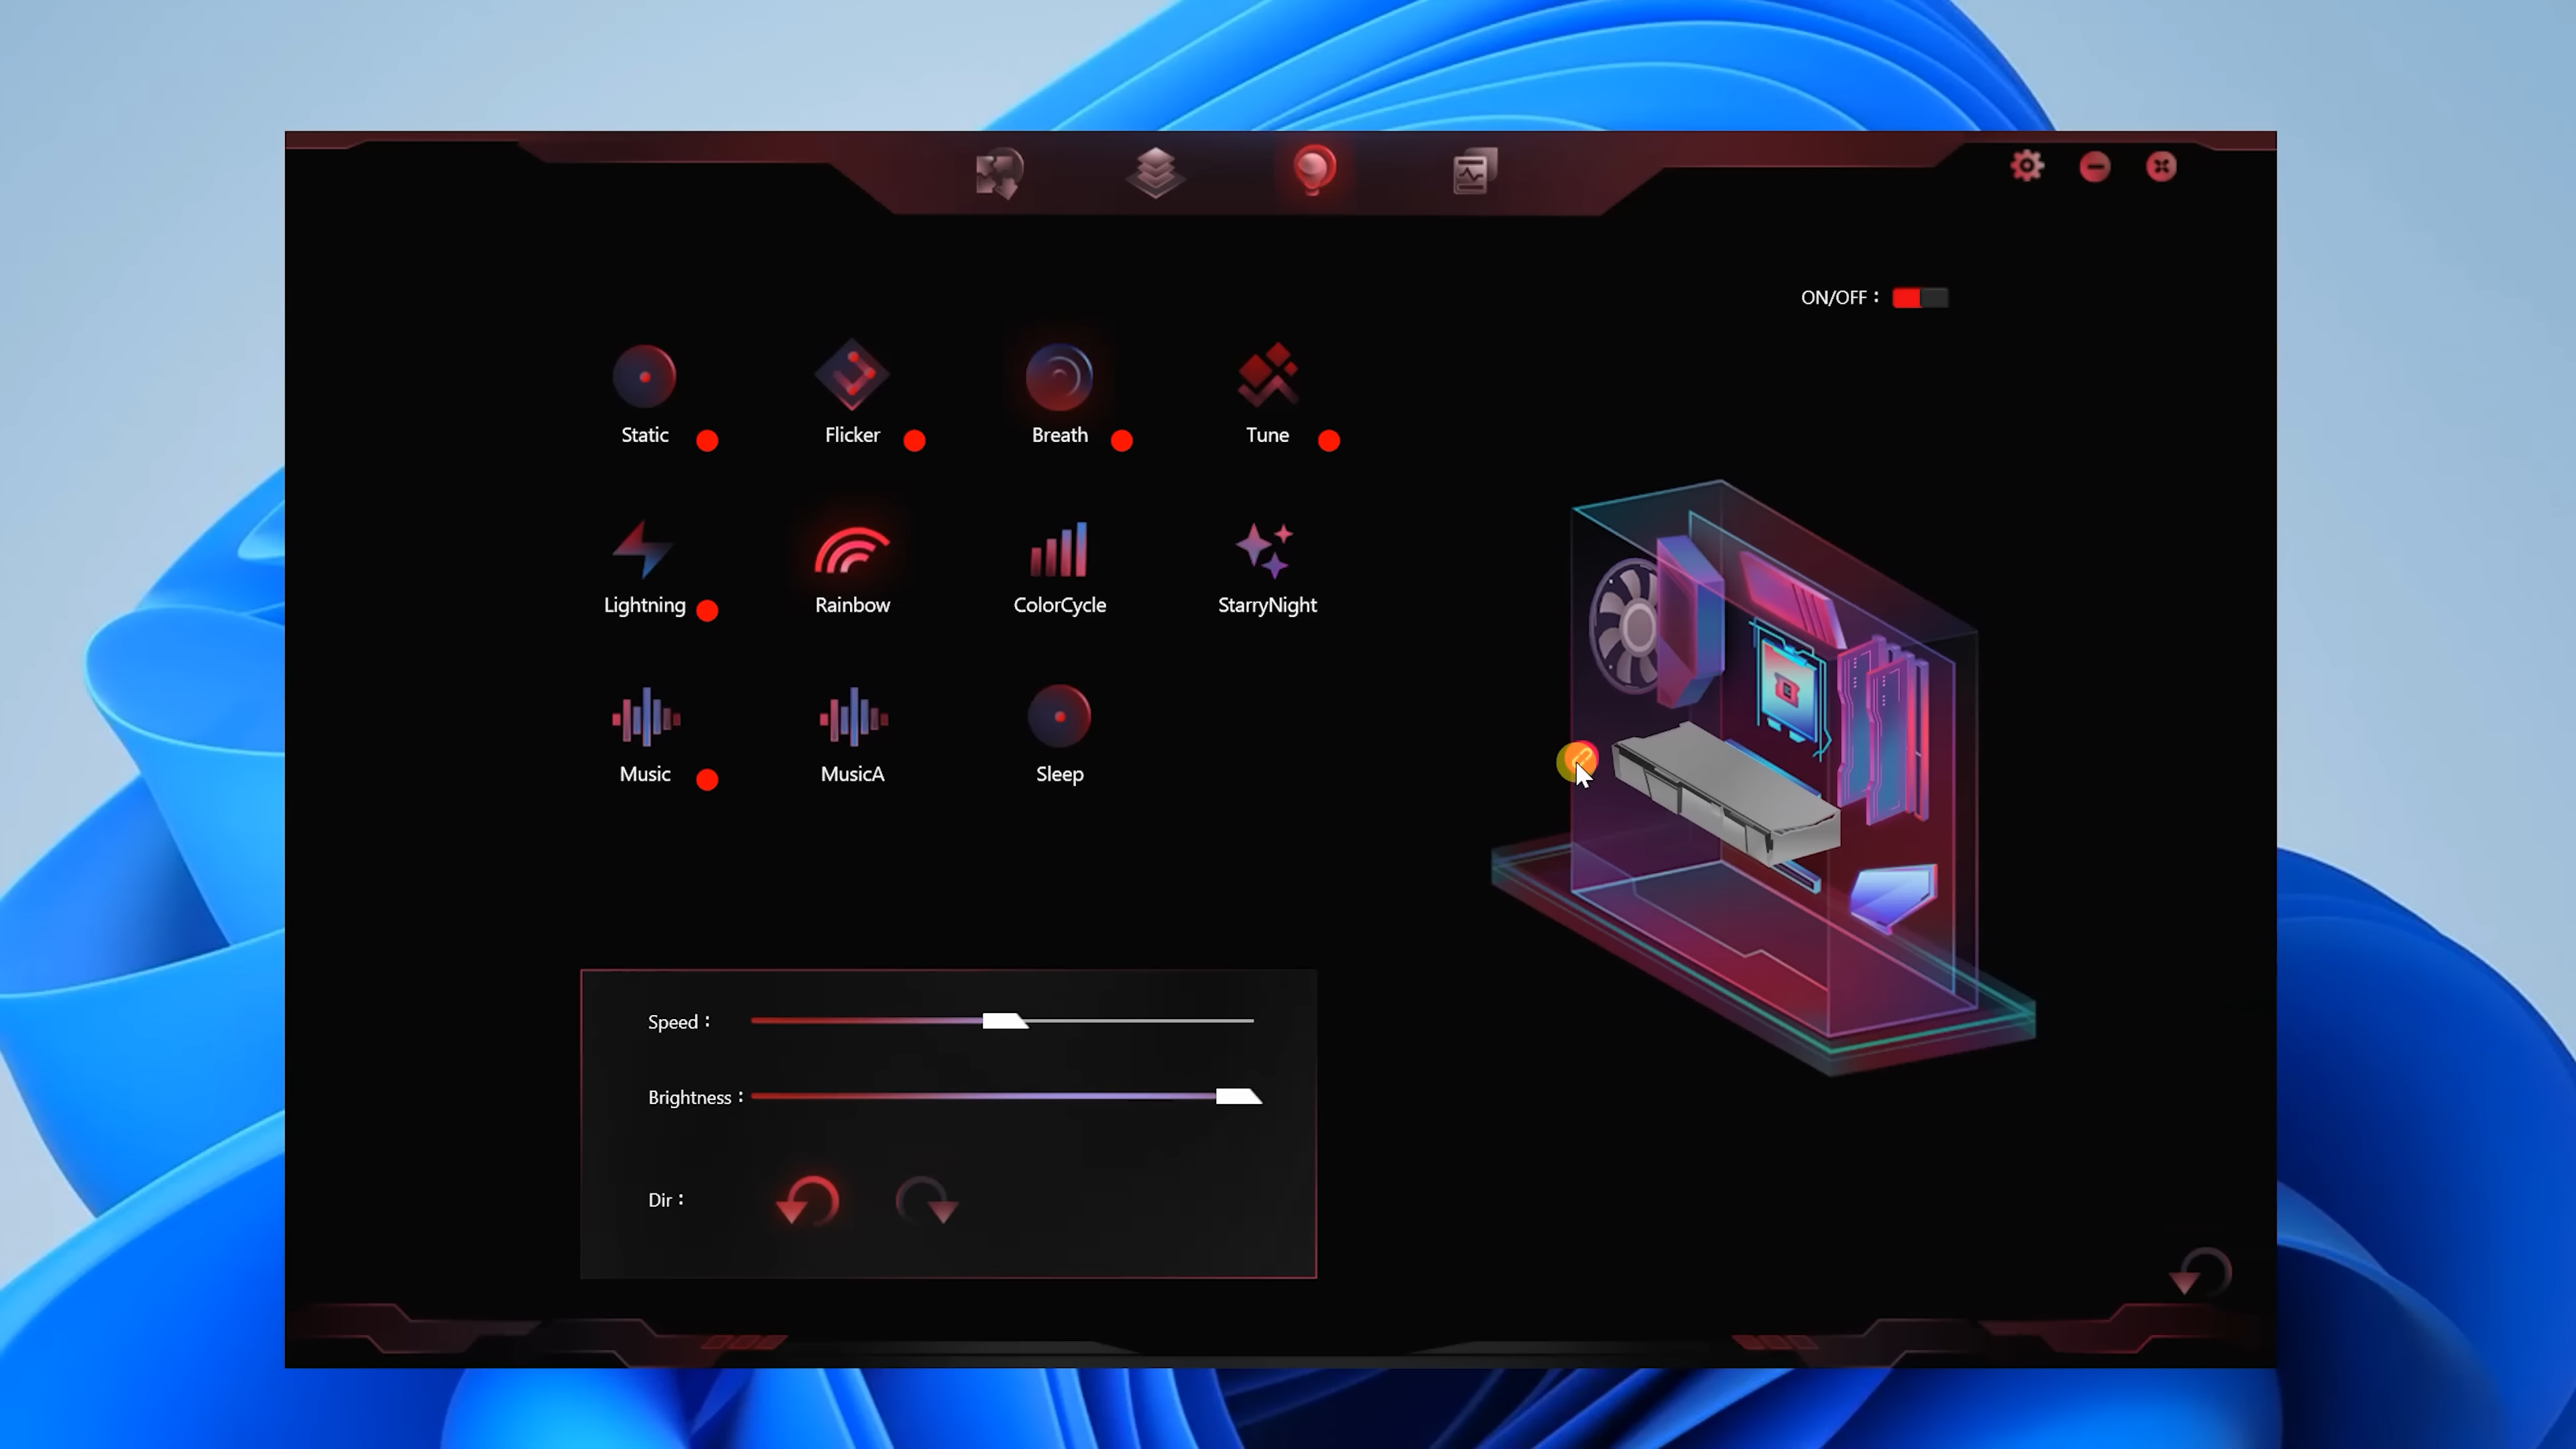 ON/OFF :
Static
Flicker
Breath
Tune
Lightning
Rainbow
ColorCycle
StarryNight
Music
MusicA
Sleep
Speed :
Brightness :
Dir :